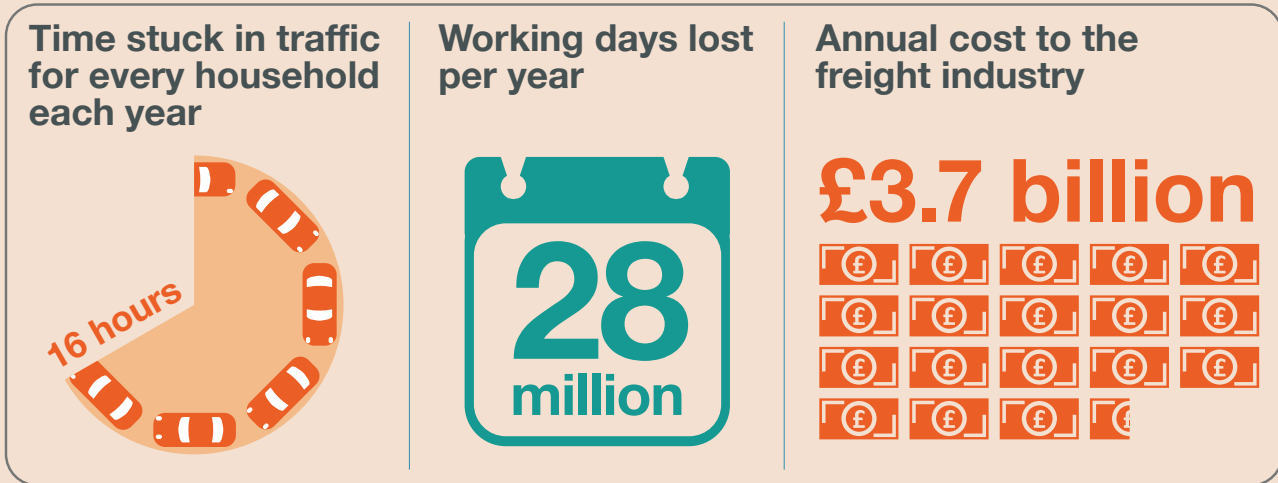 Time stuck in traffic
for every household
each year
16 hours
Working days lost
per year
28
million
Annual cost to the
freight industry
£3.7 billion
£ £ £ £ £
£ £ £ £ £
£ £ £ £ £
£ £ £ £